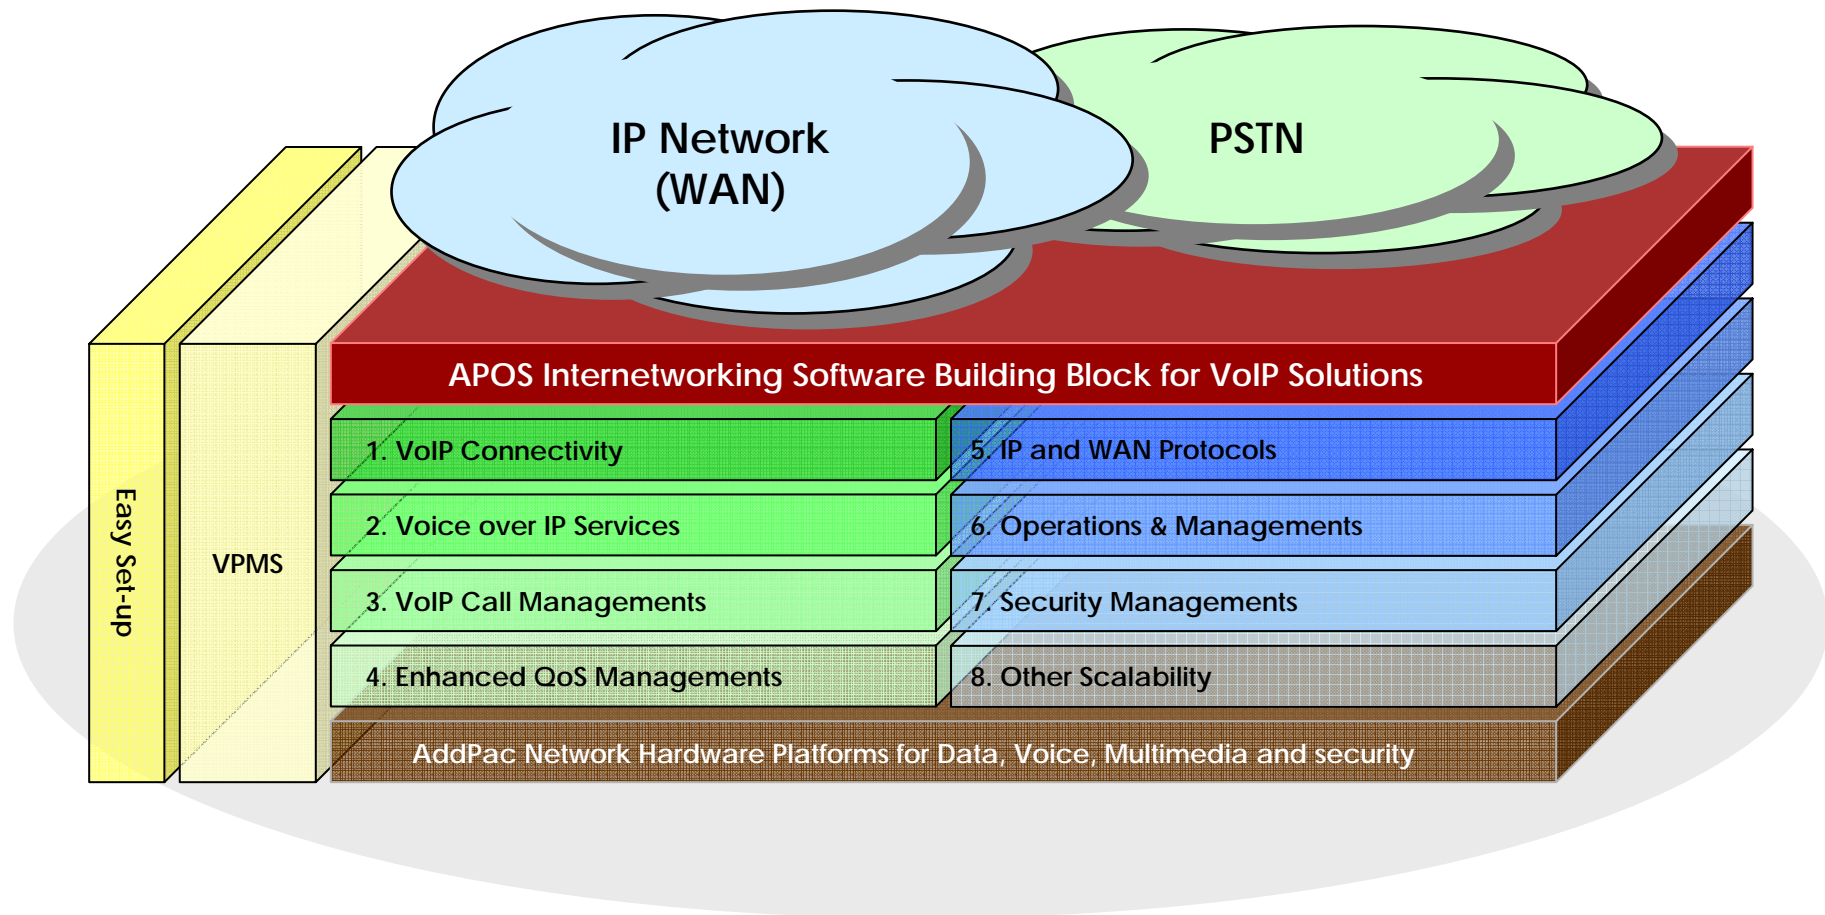 IP Network
(WAN)
PSTN
APOS Internetworking Software Building Block for VoIP Solutions
Easy Set-up
VPMS
1. VoIP Connectivity
2. Voice over IP Services
3. VoIP Call Managements
4. Enhanced QoS Managements
5. IP and WAN Protocols
6. Operations & Managements
7. Security Managements
8. Other Scalability
AddPac Network Hardware Platforms for Data, Voice, Multimedia and security